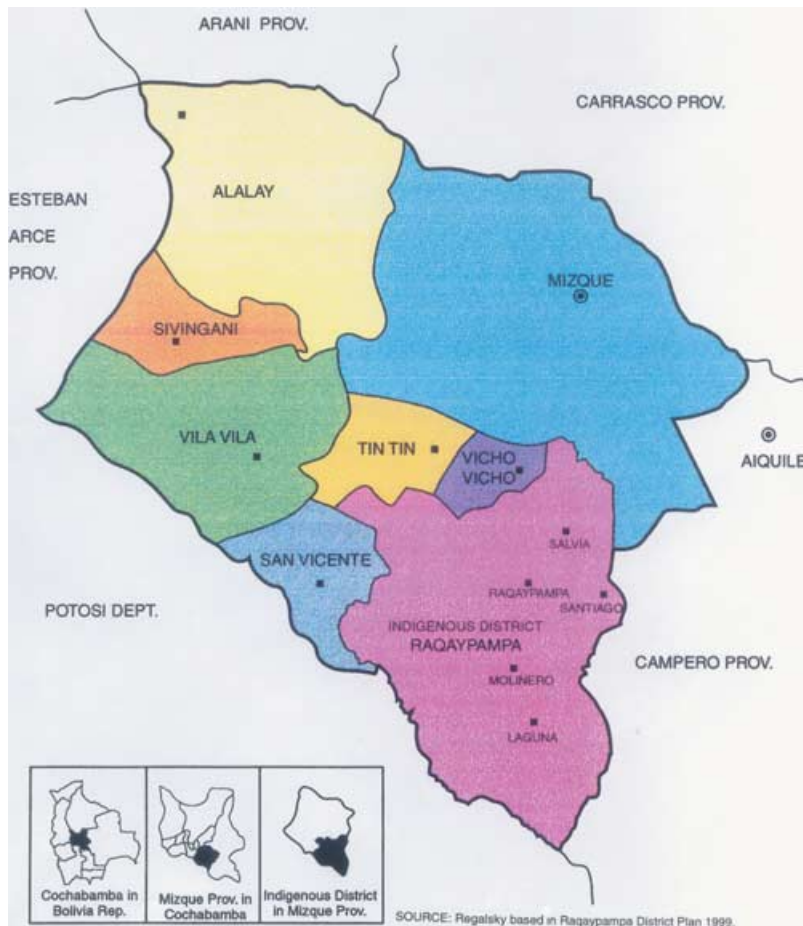 ARANI PROV.
CARRASCO PROV.
ALALAY
ESTEBAN
ARCE
PROV.
MIZQUE
SIVINGANI
VILA VILA
TIN TIN
VICHO
VICHO
AIQUILE
SALVIA
SAN VICENTE
RAQAYPAMPA
SANTIAGO
POTOSI DEPT.
INDIGENOUS DISTRICT
RAQAYPAMPA
CAMPERO PROV.
MOLINERO
LAGUNA
Cochabamba in
Bolivia Rep.
Mizque Prov. in
Cochabamba
Indigenous District
in Mizque Prov.
SOURCE: Regalsky based in Raqaypampa District Plan 1999.